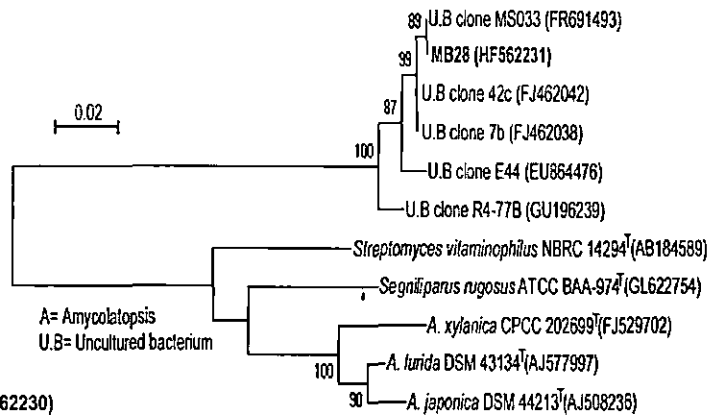 89
U.B clone MS033 (FR691493)
MB28 (HF562231)
99
U.B clone 42c (FJ462042)
0.02
87
U.B clone 7b (FJ462038)
100
U.B clone E44 (EU864476)
U.B clone R4-77B (GU196239)
Streptomyces vitaminophilus NBRC 14294ᵀ(AB184589)
Segniliparus rugosus ATCC BAA-974ᵀ(GL622754)
A= Amycolatopsis
U.B= Uncultured bacterium
A. xylanica CPCC 202699ᵀ(FJ529702)
100
A. lurida DSM 43134ᵀ(AJ577997)
90
A. japonica DSM 44213ᵀ(AJ508236)
62230)